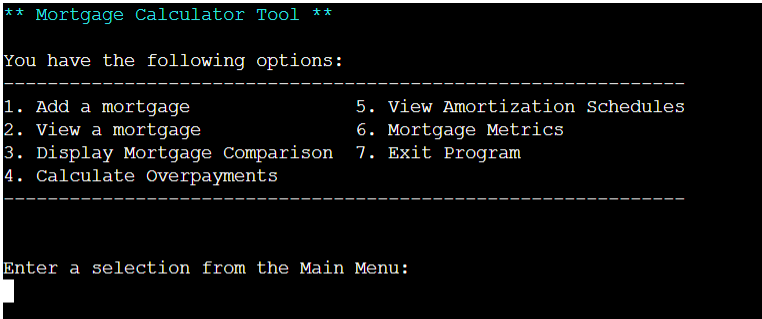 ** Mortgage Calculator Tool **
You have the following options:
--------------------------------------------------------------
1. Add a mortgage               5. View Amortization Schedules
2. View a mortgage              6. Mortgage Metrics
3. Display Mortgage Comparison  7. Exit Program
4. Calculate Overpayments
--------------------------------------------------------------
Enter a selection from the Main Menu: